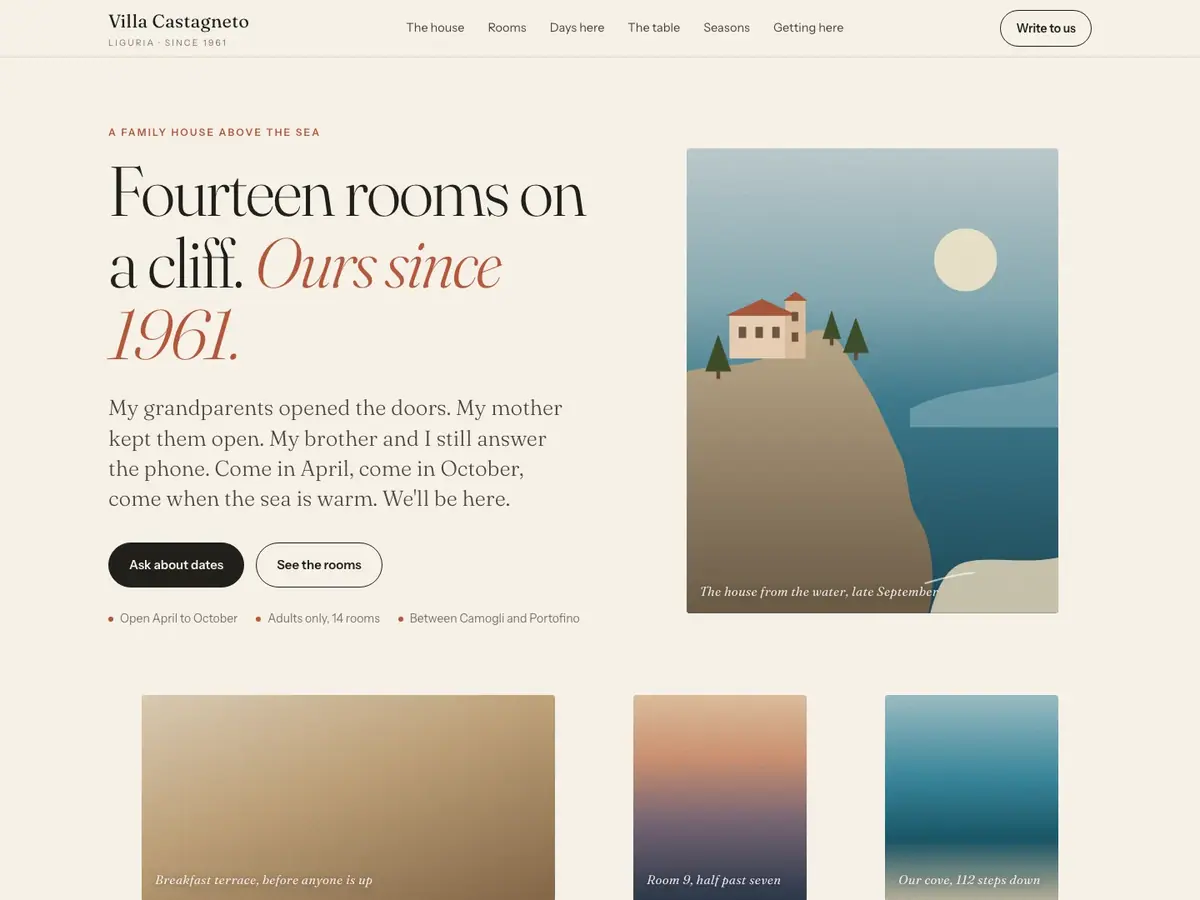 Villa Castagneto
LIGURIA · SINCE 1961
The house
Rooms
Days here
The table
Seasons
Getting here
Write to us
A FAMILY HOUSE ABOVE THE SEA
Fourteen rooms on
a cliff. Ours since
1961.
My grandparents opened the doors. My mother
kept them open. My brother and I still answer
the phone. Come in April, come in October,
come when the sea is warm. We'll be here.
Ask about dates
See the rooms
Open April to October
Adults only, 14 rooms
Between Camogli and Portofino
The house from the water, late September
Breakfast terrace, before anyone is up
Room 9, half past seven
Our cove, 112 steps down